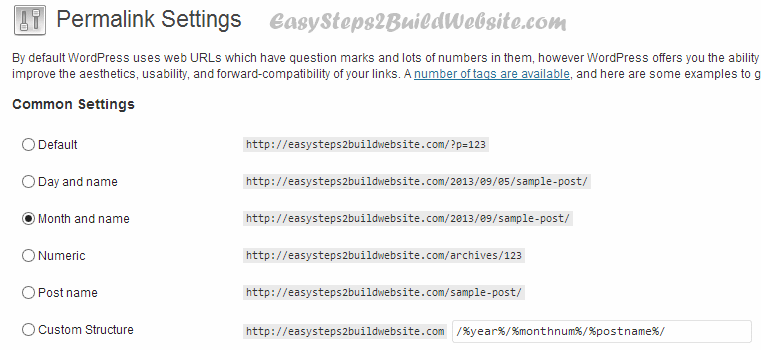 Permalink Settings EasySteps2BuildWebsite.com
By default WordPress uses web URLs which have question marks and lots of numbers in them, however WordPress offers you the ability
improve the aesthetics, usability, and forward-compatibility of your links. A number of tags are available, and here are some examples to g
Common Settings
Default http://easysteps2buildwebsite.com/?p=123
Day and name http://easysteps2buildwebsite.com/2013/09/05/sample-post/
Month and name http://easysteps2buildwebsite.com/2013/09/sample-post/
Numeric http://easysteps2buildwebsite.com/archives/123
Post name http://easysteps2buildwebsite.com/sample-post/
Custom Structure http://easysteps2buildwebsite.com /%year%/%monthnum%/%postname%/